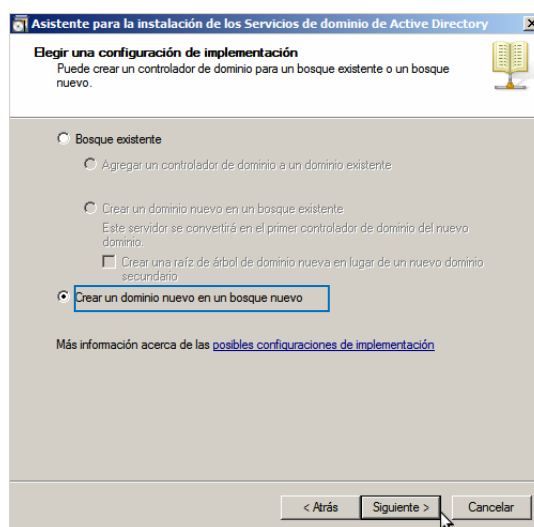 Asistente para la instalación de los Servicios de dominio de Active Directory
Elegir una configuración de implementación
Puede crear un controlador de dominio para un bosque existente o un bosque
nuevo.
Bosque existente
Agregar un controlador de dominio a un dominio existente
Crear un dominio nuevo en un bosque existente
Este servidor se convertirá en el primer controlador de dominio del nuevo
dominio.
Crear una raíz de árbol de dominio nueva en lugar de un nuevo dominio
secundario
Crear un dominio nuevo en un bosque nuevo
Más información acerca de las posibles configuraciones de implementación
< Atrás
Siguiente >
Cancelar